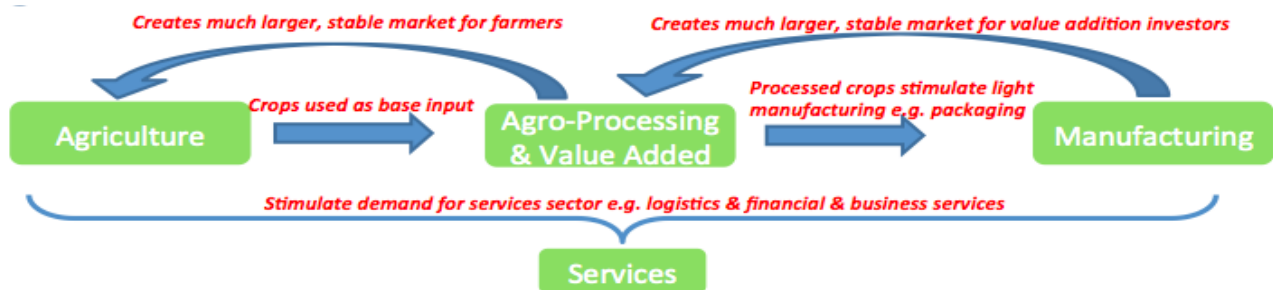 Creates much larger, stable market for farmers
Creates much larger, stable market for value addition investors
Crops used as base input
Processed crops stimulate light
manufacturing e.g. packaging
Agriculture
Agro-Processing
& Value Added
Manufacturing
Stimulate demand for services sector e.g. logistics & financial & business services
Services